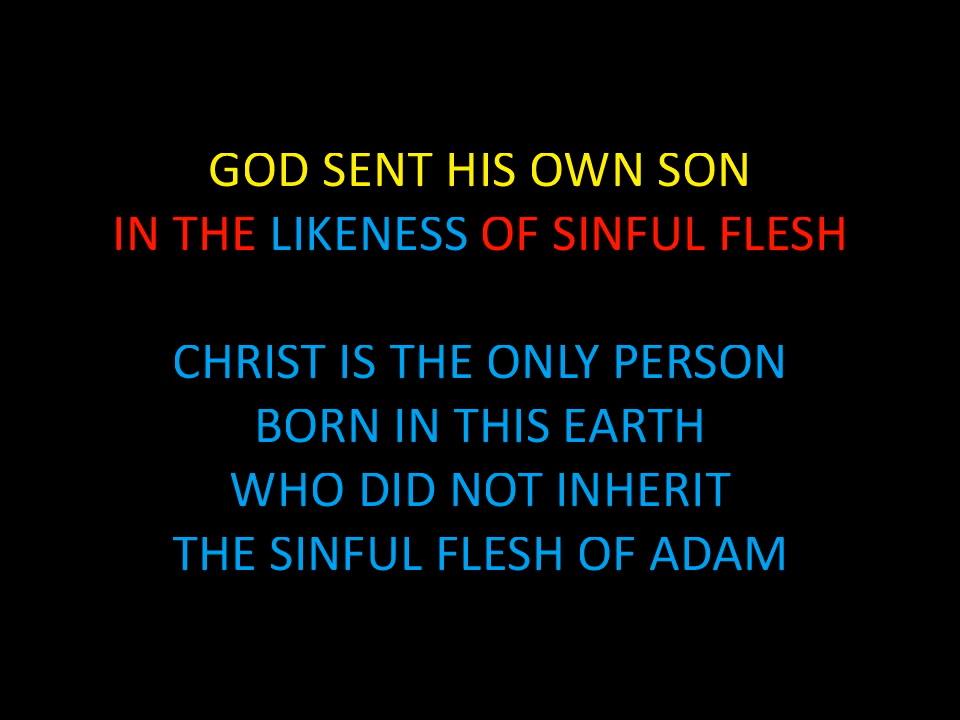 GOD SENT HIS OWN SON
IN THE LIKENESS OF SINFUL FLESH
CHRIST IS THE ONLY PERSON
BORN IN THIS EARTH
WHO DID NOT INHERIT
THE SINFUL FLESH OF ADAM